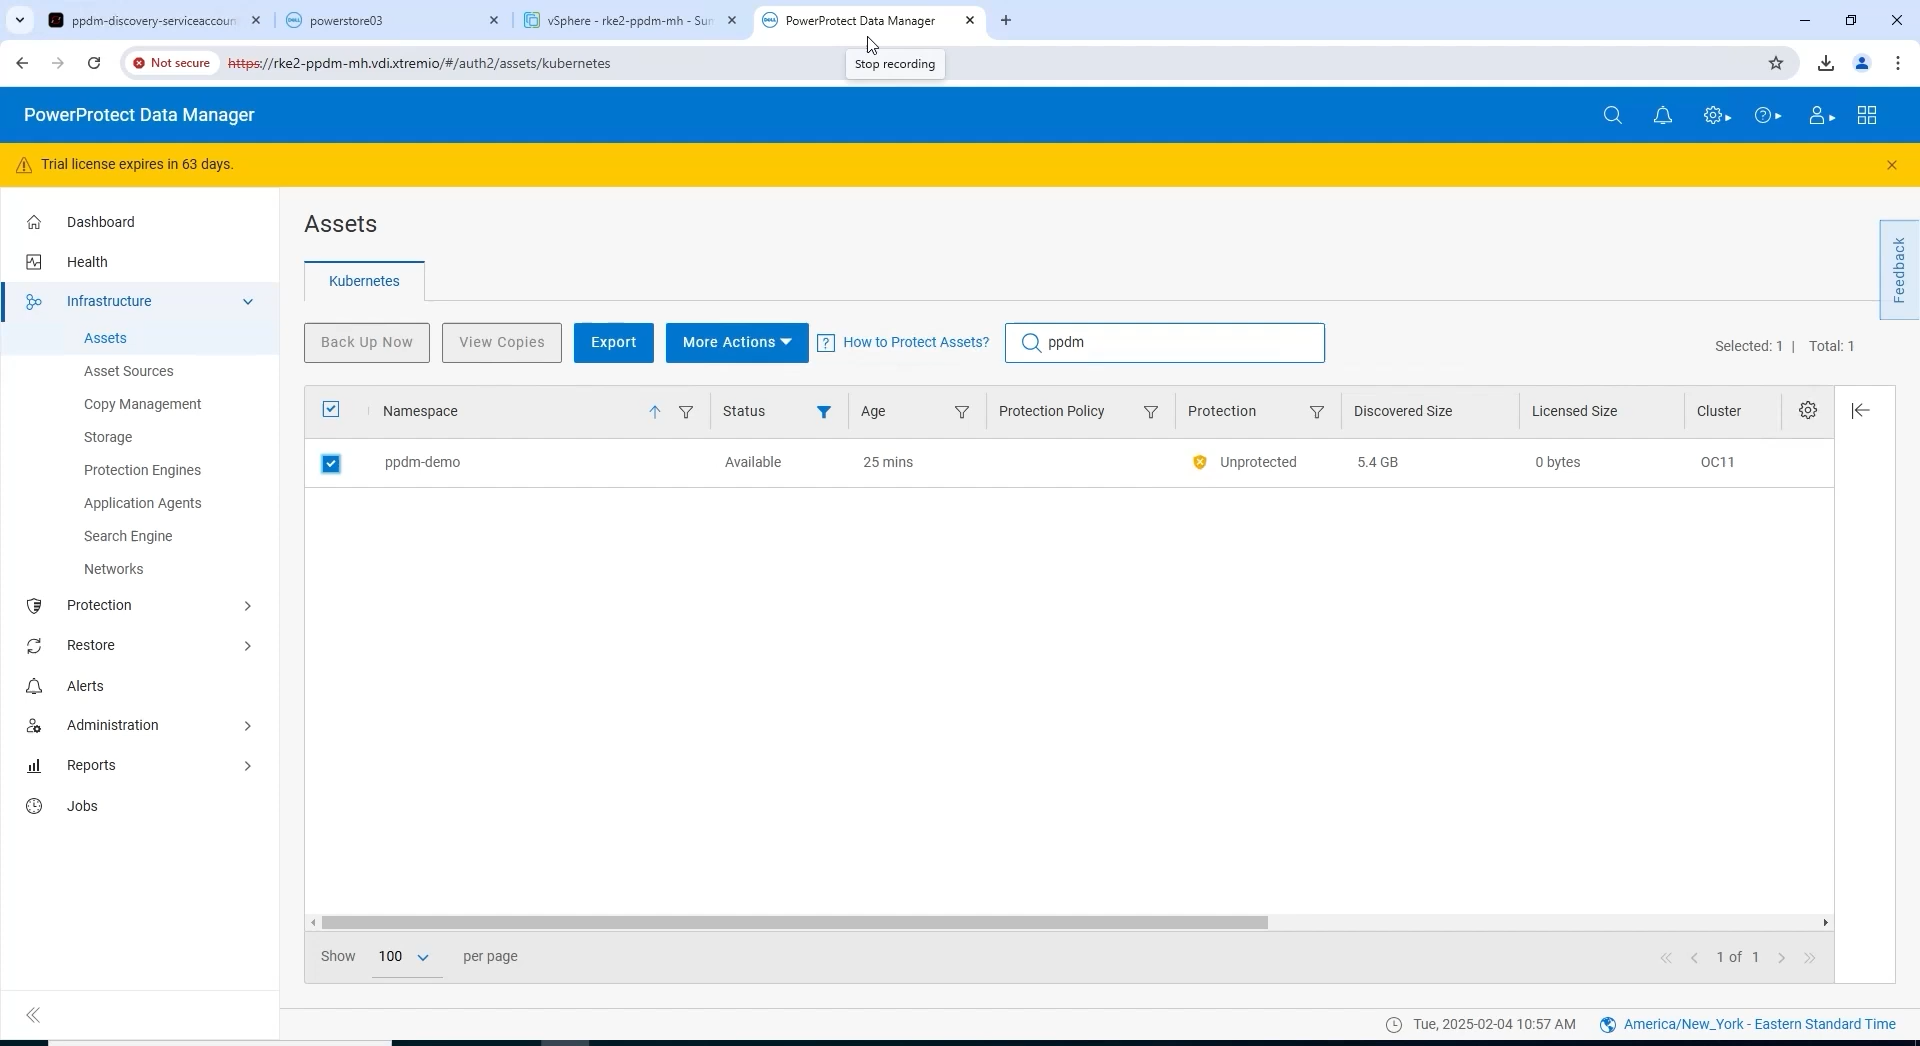 ppdm-discovery-serviceaccoun
powerstore03
vSphere - rke2-ppdm-mh - Sum
PowerProtect Data Manager
Not secure
https://rke2-ppdm-mh.vdi.xtremio/#/auth2/assets/kubernetes
Stop recording
PowerProtect Data Manager
Trial license expires in 63 days.
Dashboard
Health
Infrastructure
Assets
Asset Sources
Copy Management
Storage
Protection Engines
Application Agents
Search Engine
Networks
Protection
Restore
Alerts
Administration
Reports
Jobs
Assets
Feedback
Kubernetes
Back Up Now
View Copies
Export
More Actions
? How to Protect Assets?
ppdm
Selected: 1 | Total: 1
Namespace Status Age Protection Policy Protection Discovered Size Licensed Size Cluster
ppdm-demo Available 25 mins Unprotected 5.4 GB 0 bytes OC11
Show 100 per page
1 of 1
Tue, 2025-02-04 10:57 AM
America/New_York - Eastern Standard Time